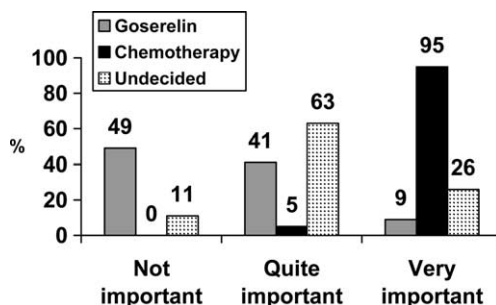 Goserelin
Chemotherapy
Undecided
100
80
60
40
20
0
%
49
0
11
41
5
63
9
95
26
Not important
Quite important
Very important